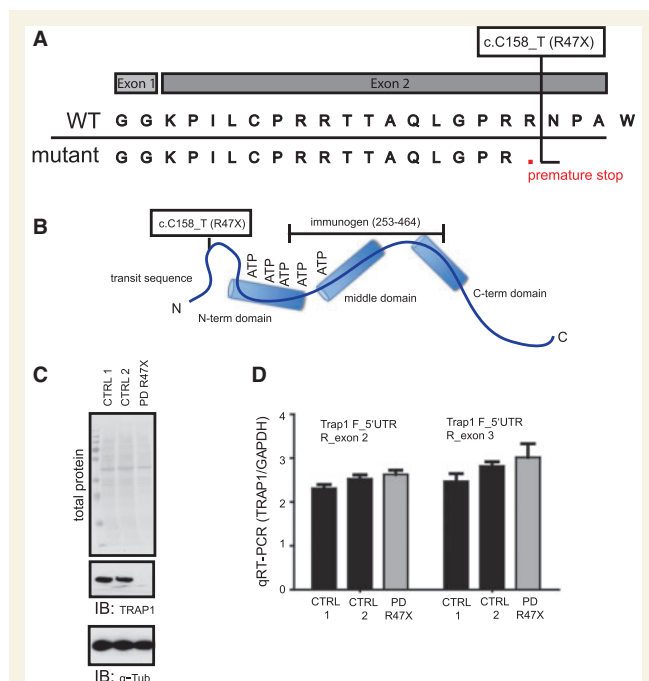 A
c.C158_T (R47X)
Exon 1 Exon 2
WT G G K P I L C P R R T T A Q L G P R R N P A W
mutant G G K P I L C P R R T T A Q L G P R .
premature stop
B
c.C158_T (R47X)
immunogen (253-464)
ATP ATP ATP ATP ATP
transit sequence
N
N-term domain
middle domain
C-term domain
C
C
CTRL 1 CTRL 2 PD R47X
total protein
IB: TRAP1
IB: α-Tub
D
qRT-PCR (TRAP1/GAPDH)
4
3
2
1
0
Trap1 F_5'UTR
R_exon 2
Trap1 F_5'UTR
R_exon 3
CTRL CTRL PD CTRL CTRL PD
1 2 R47X 1 2 R47X